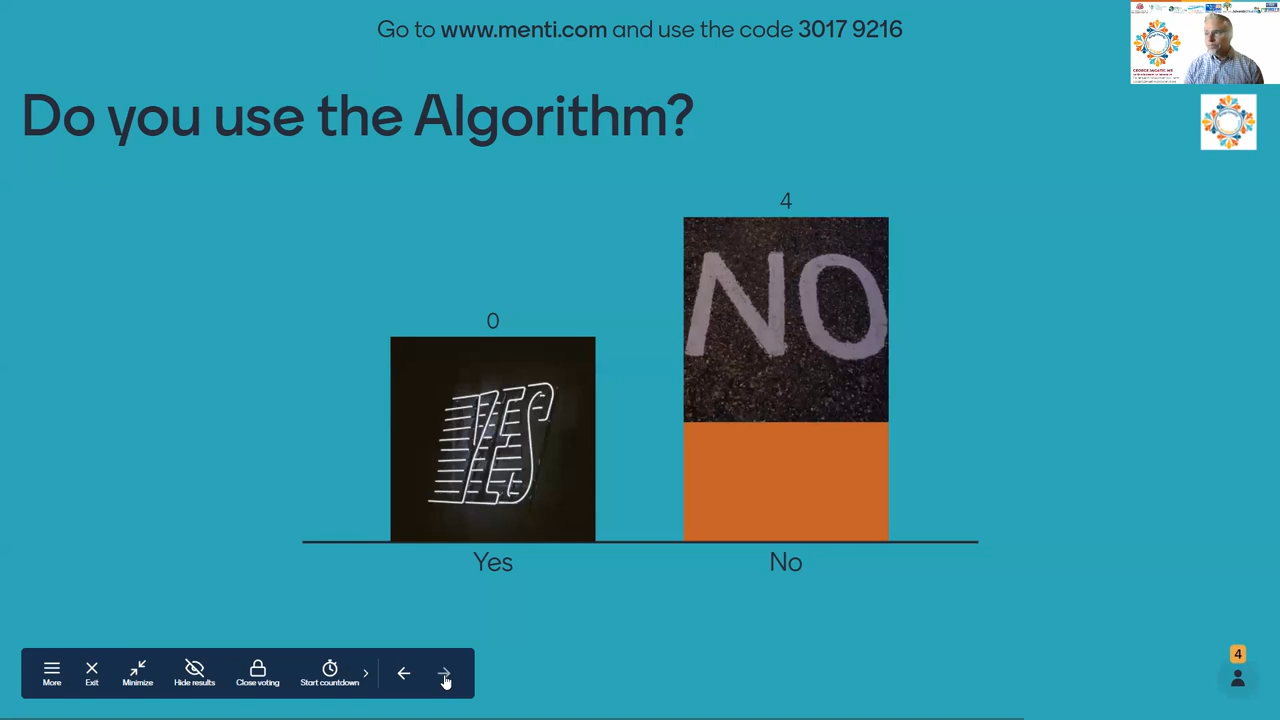 Go to www.menti.com and use the code 3017 9216
Do you use the Algorithm?
0
4
YES
NO
Yes
No
4
More
Exit
Minimize
Hide results
Close voting
Start countdown